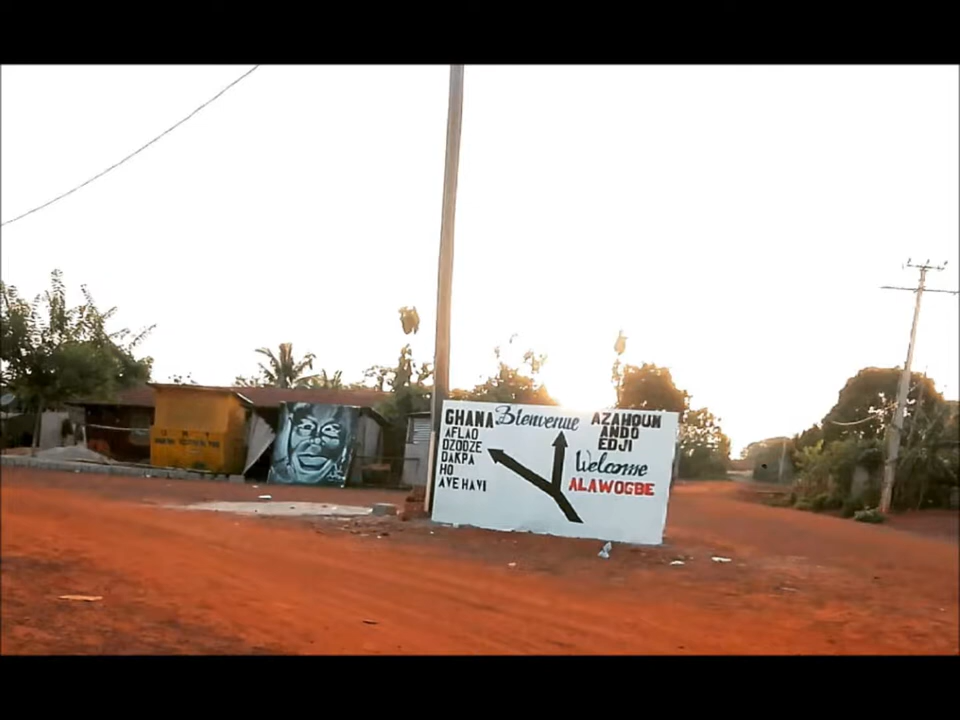 GHANA
AFLAO
DZODZE
DAKPA
HO
AVE HAVI
Bienvenue
AZAHOUN
ANDO
EDJI
Welcome
ALAWOGBE